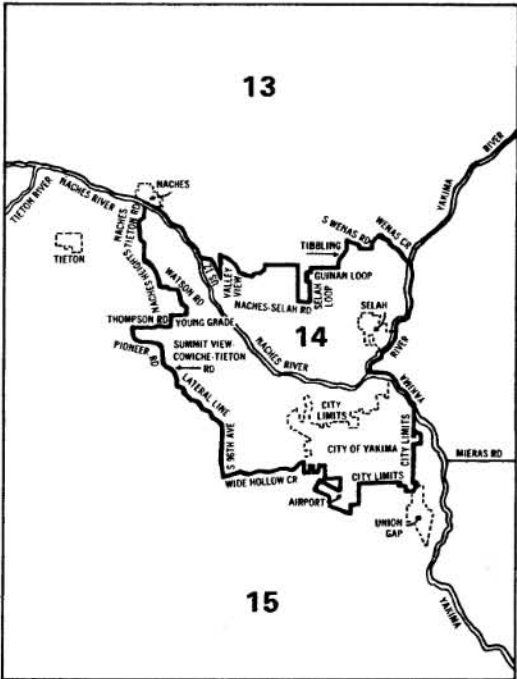 13
YAKIMA
RIVER
NACHES
TIETON RIVER
NACHES RIVER
TIETON
NACHES
TIETON RD
NACHES HEIGHTS
WATSON RD
US 12
VALLEY
VIEW
TIBBLING
S WENAS RD
WENAS CR
GUINAN LOOP
SELAH
LOOP
NACHES-SELAH RD
SELAH
THOMPSON RD
YOUNG GRADE
14
PIONEER RD
SUMMIT VIEW-
COWICHE-TIETON
RD
NACHES RIVER
RIVER
YAKIMA
LATERAL LINE
CITY
LIMITS
S 96TH AVE
CITY OF YAKIMA
CITY LIMITS
MIERAS RD
WIDE HOLLOW CR
CITY LIMITS
AIRPORT
UNION
GAP
15
YAKIMA